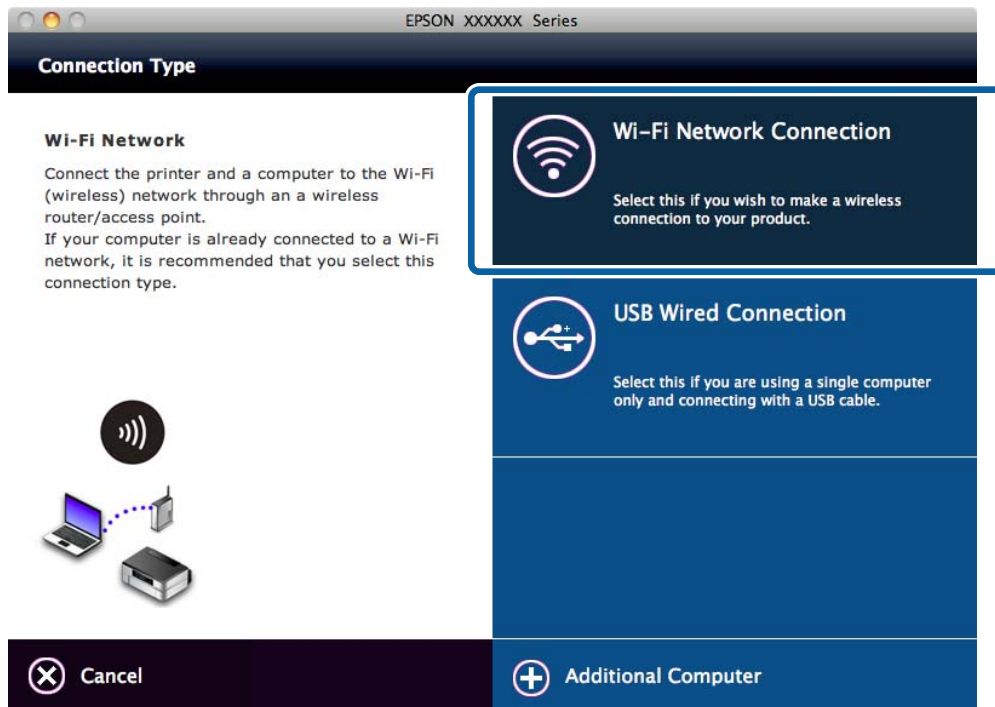 EPSON XXXXXX Series
Connection Type
Wi-Fi Network
Connect the printer and a computer to the Wi-Fi
(wireless) network through an a wireless
router/access point.
If your computer is already connected to a Wi-Fi
network, it is recommended that you select this
connection type.
Wi-Fi Network Connection
Select this if you wish to make a wireless
connection to your product.
USB Wired Connection
Select this if you are using a single computer
only and connecting with a USB cable.
Cancel
Additional Computer